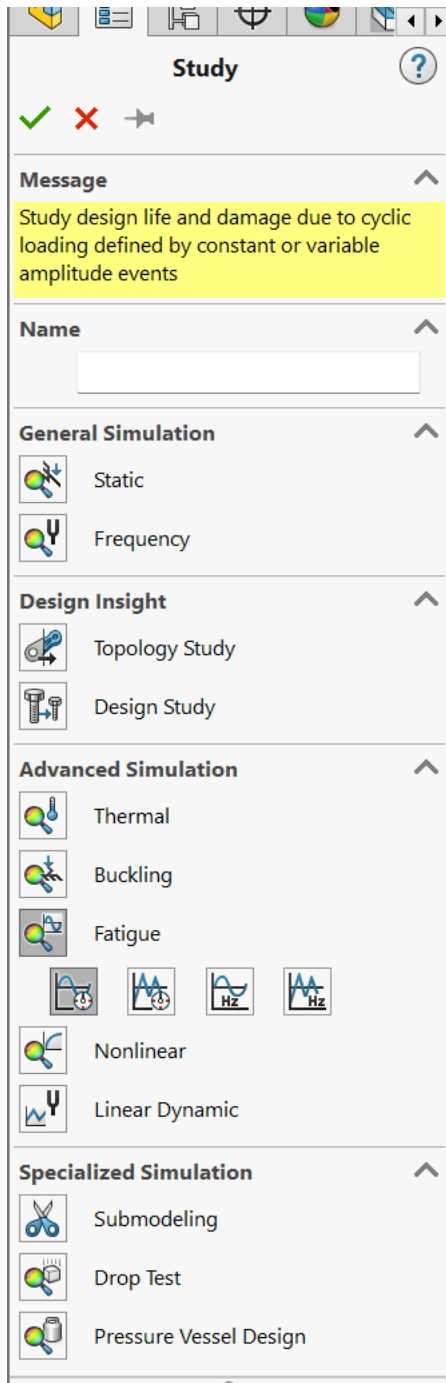 Study
?
Message
Study design life and damage due to cyclic
loading defined by constant or variable
amplitude events
Name
General Simulation
Static
Frequency
Design Insight
Topology Study
Design Study
Advanced Simulation
Thermal
Buckling
Fatigue
Hz Hz
Nonlinear
Linear Dynamic
Specialized Simulation
Submodeling
Drop Test
Pressure Vessel Design